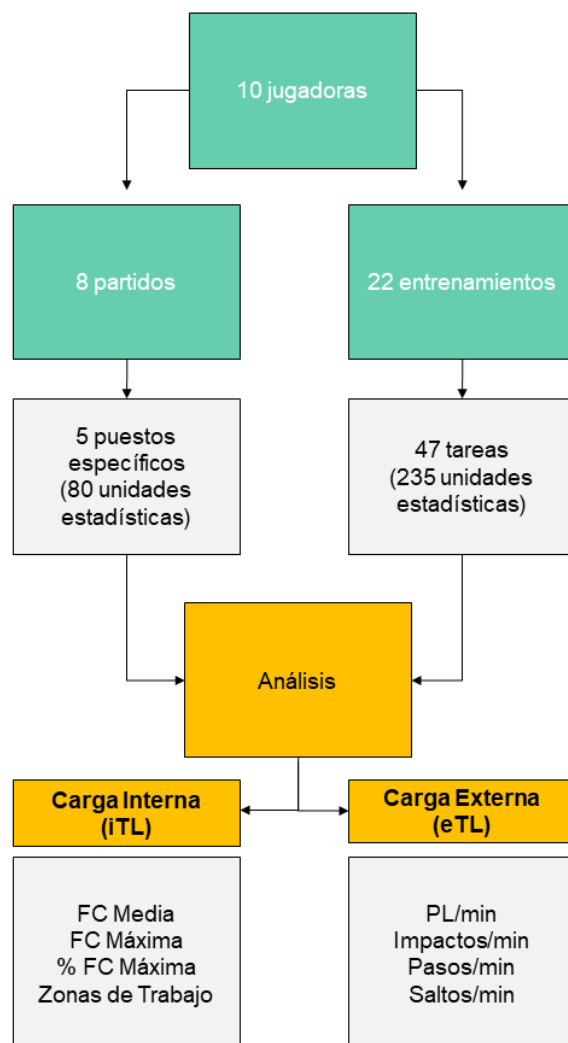 10 jugadoras
8 partidos
22 entrenamientos
5 puestos
específicos
(80 unidades
estadísticas)
47 tareas
(235 unidades
estadísticas)
Análisis
Carga Interna
(iTL)
Carga Externa
(eTL)
FC Media
FC Máxima
% FC Máxima
Zonas de Trabajo
PL/min
Impactos/min
Pasos/min
Saltos/min